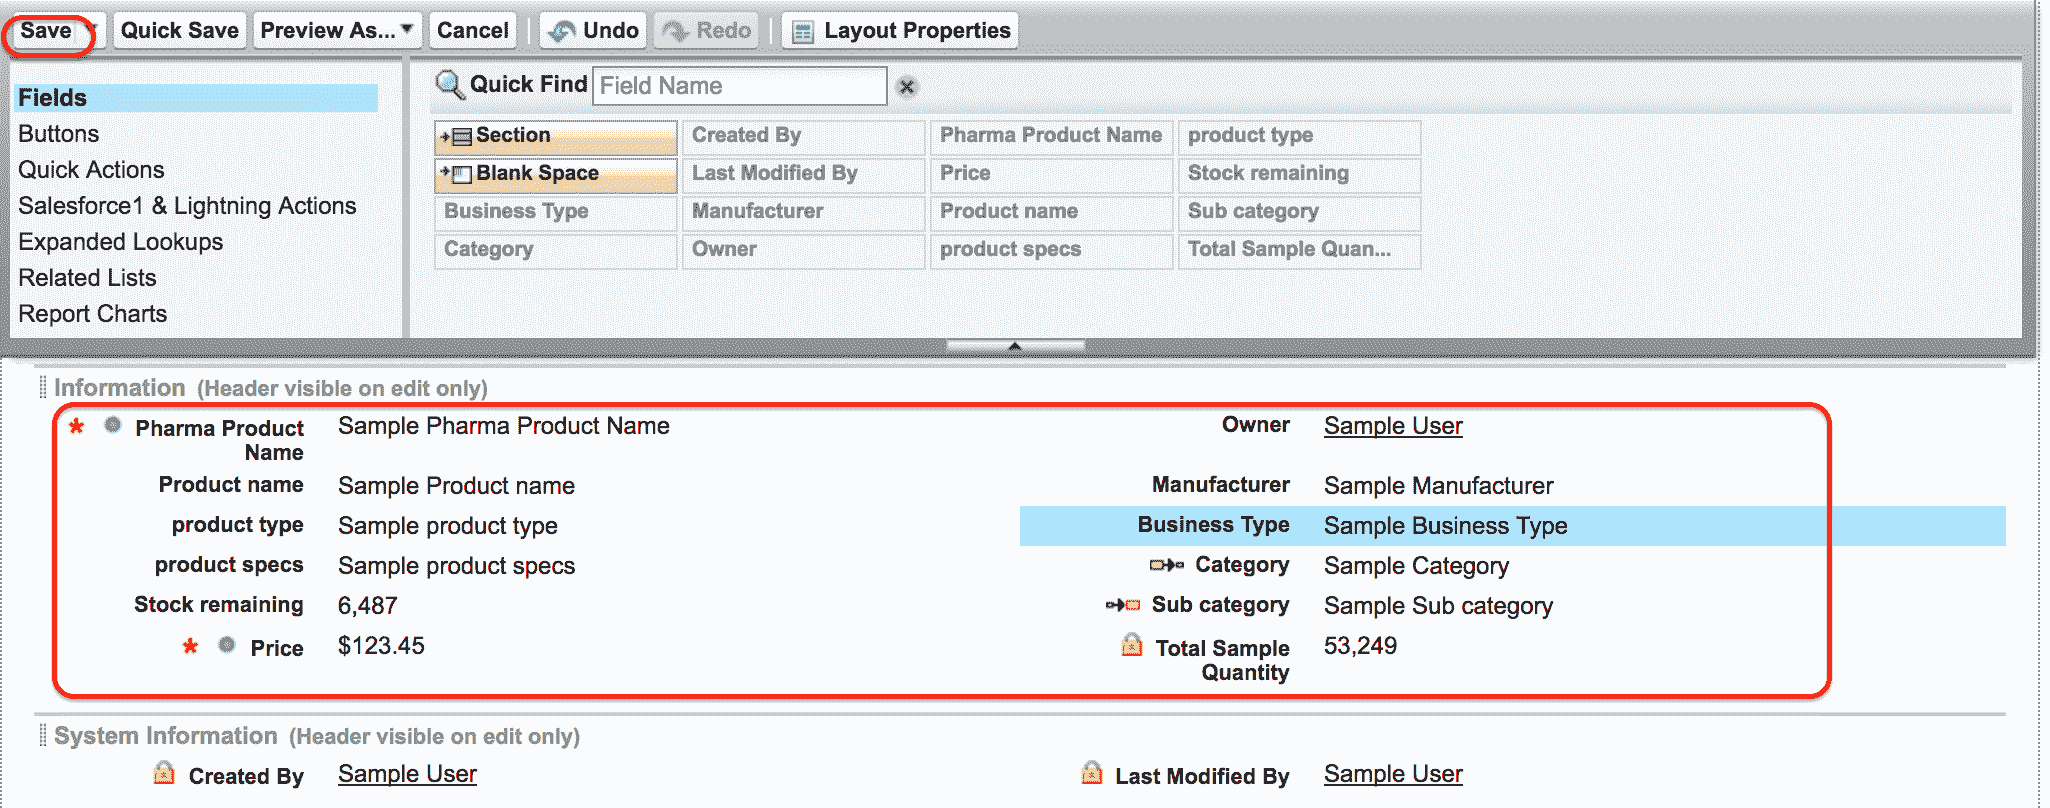 Save Quick Save Preview As... Cancel Undo Redo Layout Properties
Fields
Buttons
Quick Actions
Salesforce1 & Lightning Actions
Expanded Lookups
Related Lists
Report Charts
Quick Find Field Name
Section Created By Pharma Product Name product type
Blank Space Last Modified By Price Stock remaining
Business Type Manufacturer Product name Sub category
Category Owner product specs Total Sample Quan...
Information (Header visible on edit only)
* Pharma Product Name Sample Pharma Product Name Owner Sample User
Product name Sample Product name Manufacturer Sample Manufacturer
product type Sample product type Business Type Sample Business Type
product specs Sample product specs Category Sample Category
Stock remaining 6,487 Sub category Sample Sub category
* Price $123.45 Total Sample Quantity 53,249
System Information (Header visible on edit only)
Created By Sample User Last Modified By Sample User